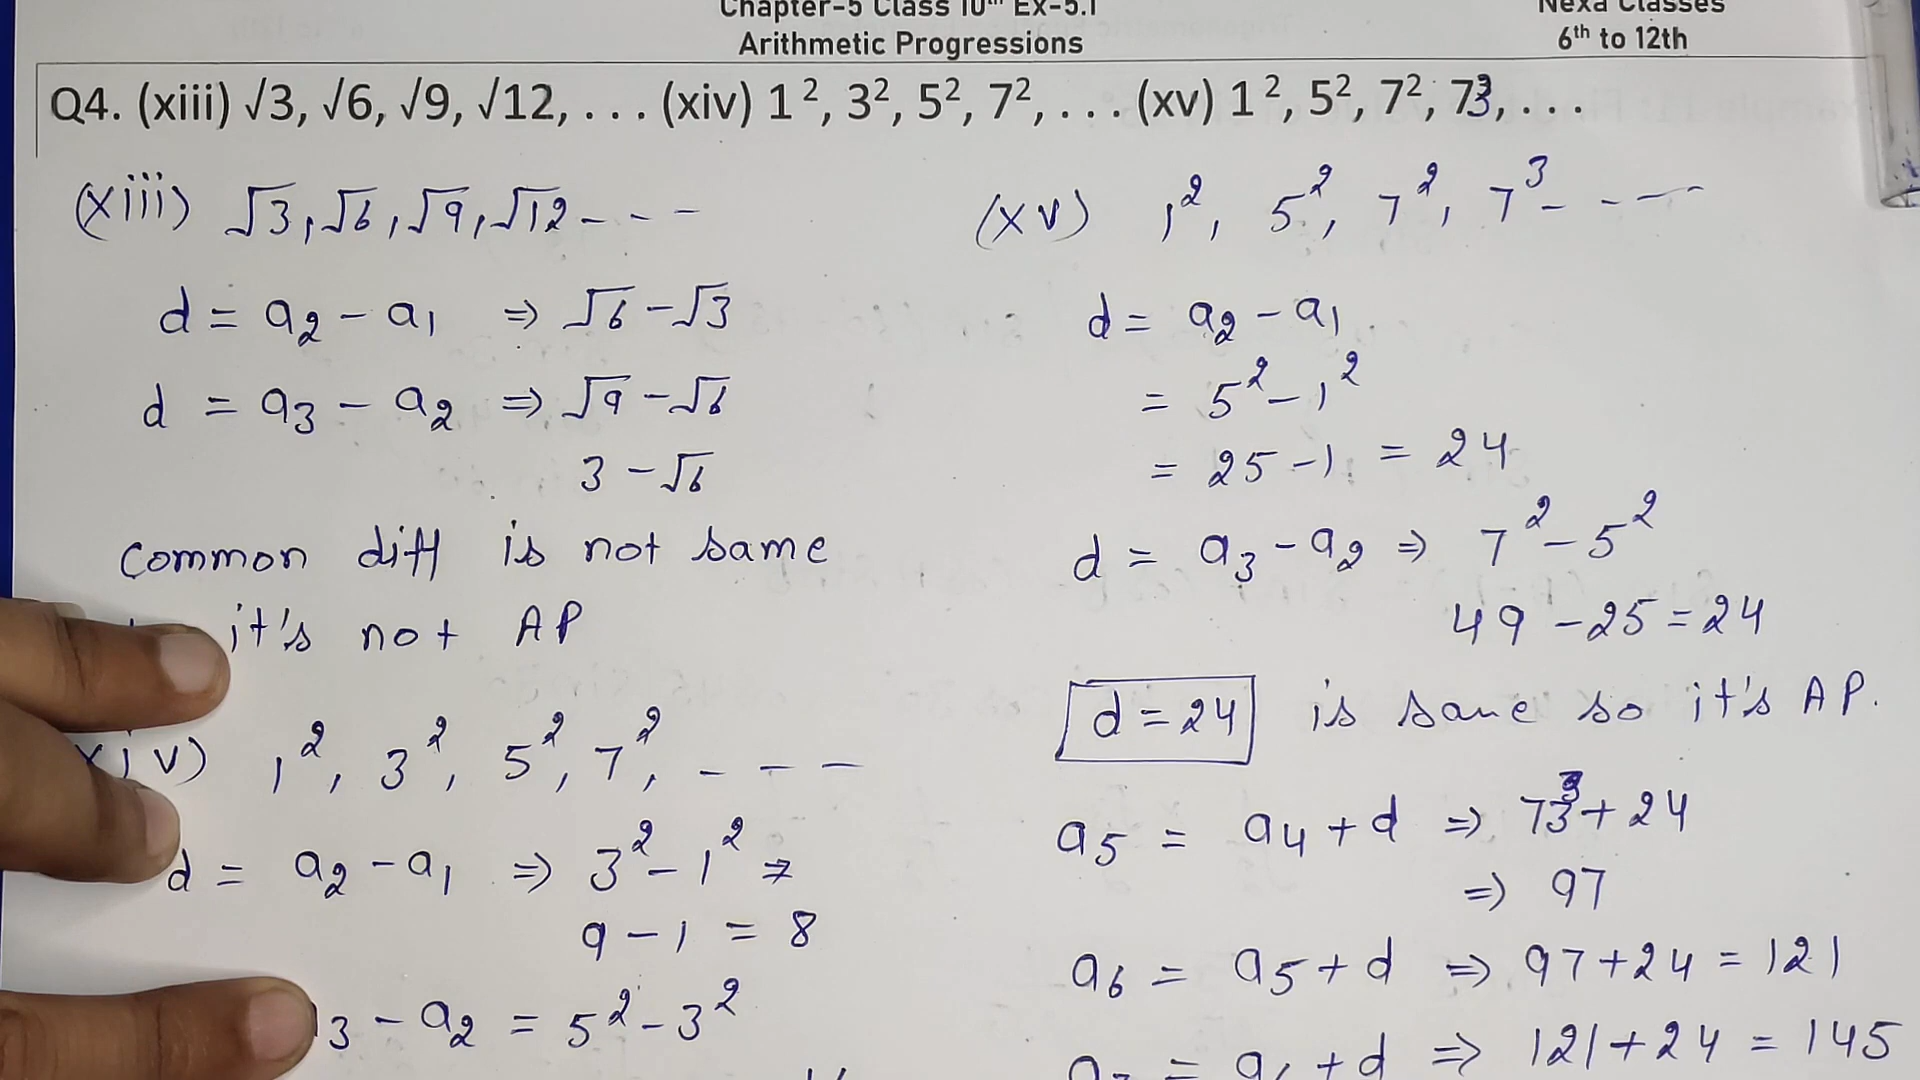 Chapter-5 Class 10th Ex-5.1
Arithmetic Progressions
Nexa Classes
6th to 12th
Q4. (xiii) √3, √6, √9, √12, . . . (xiv) 1², 3², 5², 7², . . . (xv) 1², 5², 7², 73, . . .
(xiii) √3, √6, √9, √12 - - -
d = a₂ - a₁ ⇒ √6 - √3
d = a₃ - a₂ ⇒ √9 - √6
3 - √6
Common diff is not same
it's not AP
xiv) 1², 3², 5², 7², - - -
d = a₂ - a₁ ⇒ 3² - 1² ⇒
9 - 1 = 8
3 - a₂ = 5² - 3²
(xv) 1², 5², 7², 7³ - - -
d = a₂ - a₁
= 5² - 1²
= 25 - 1 = 24
d = a₃ - a₂ ⇒ 7² - 5²
49 - 25 = 24
d = 24 is same so it's AP.
a₅ = a₄ + d ⇒ 73 + 24
⇒ 97
a₆ = a₅ + d ⇒ 97 + 24 = 121
= + d ⇒ 121 + 24 = 145